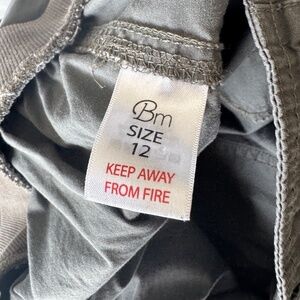 Bm
SIZE
12
KEEP AWAY
FROM FIRE